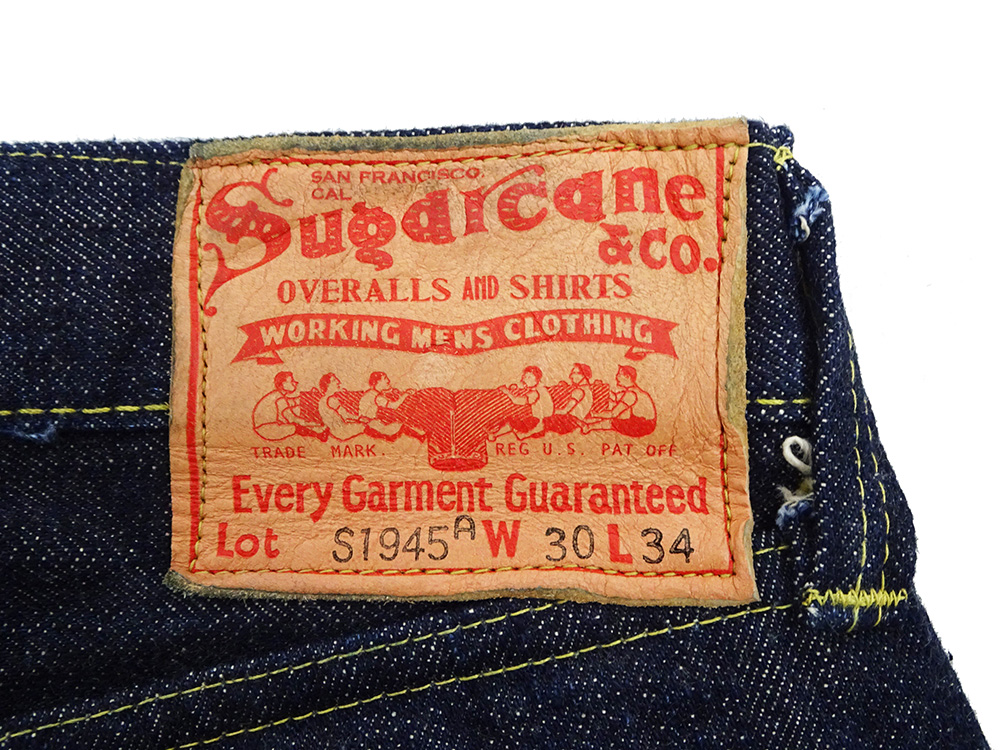 SAN FRANCISCO.
CAL
Sugarcane
& CO.
OVERALLS AND SHIRTS
WORKING MENS CLOTHING
TRADE MARK. REG U.S. PAT OFF
Every Garment Guaranteed
Lot S1945A W 30 L 34